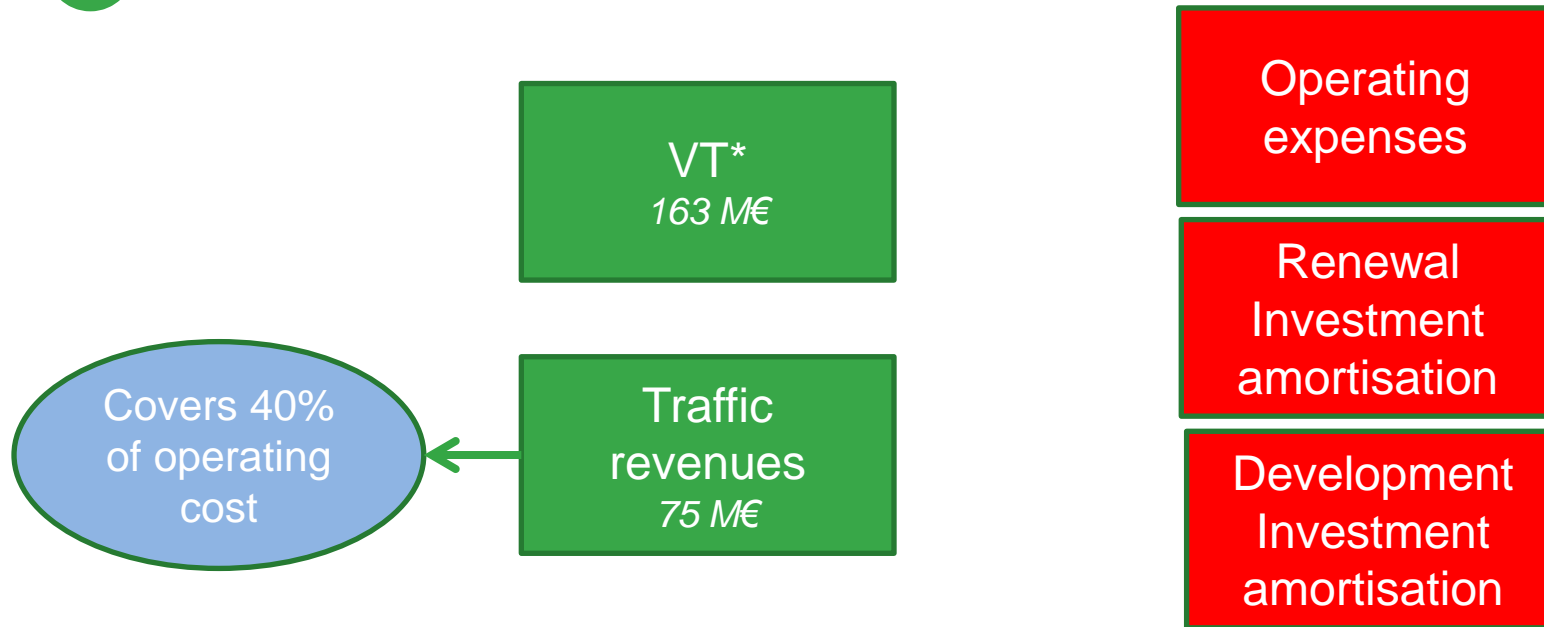 VT*
163 M€
Covers 40%
of operating
cost
Traffic
revenues
75 M€
Operating
expenses
Renewal
Investment
amortisation
Development
Investment
amortisation